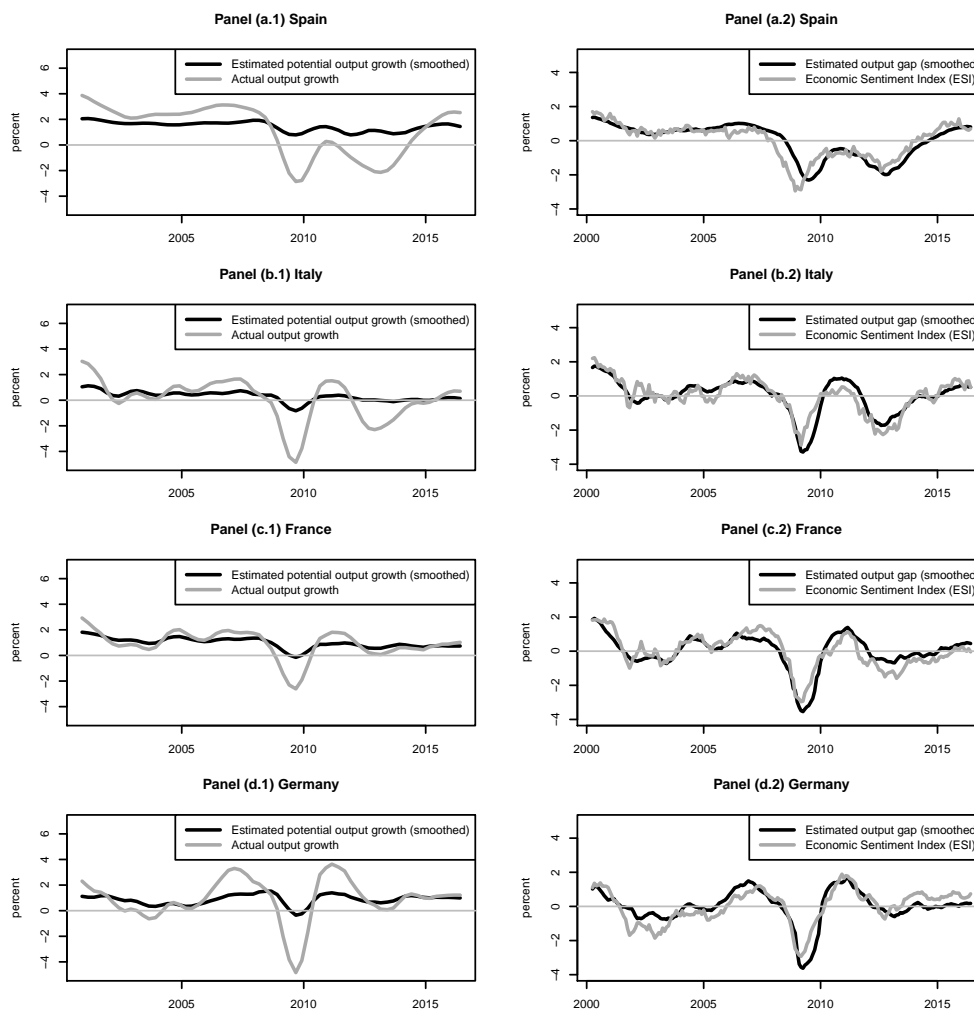 Panel (a.1) Spain
percent
6
4
2
0
−2
−4
Estimated potential output growth (smoothed)
Actual output growth
2005
2010
2015
Panel (a.2) Spain
percent
4
2
0
−2
−4
Estimated output gap (smoothed
Economic Sentiment Index (ESI)
2000
2005
2010
2015
Panel (b.1) Italy
percent
6
4
2
0
−2
−4
Estimated potential output growth (smoothed)
Actual output growth
2005
2010
2015
Panel (b.2) Italy
percent
4
2
0
−2
−4
Estimated output gap (smoothed
Economic Sentiment Index (ESI)
2000
2005
2010
2015
Panel (c.1) France
percent
6
4
2
0
−2
−4
Estimated potential output growth (smoothed)
Actual output growth
2005
2010
2015
Panel (c.2) France
percent
4
2
0
−2
−4
Estimated output gap (smoothed
Economic Sentiment Index (ESI)
2000
2005
2010
2015
Panel (d.1) Germany
percent
6
4
2
0
−2
−4
Estimated potential output growth (smoothed)
Actual output growth
2005
2010
2015
Panel (d.2) Germany
percent
4
2
0
−2
−4
Estimated output gap (smoothed
Economic Sentiment Index (ESI)
2000
2005
2010
2015